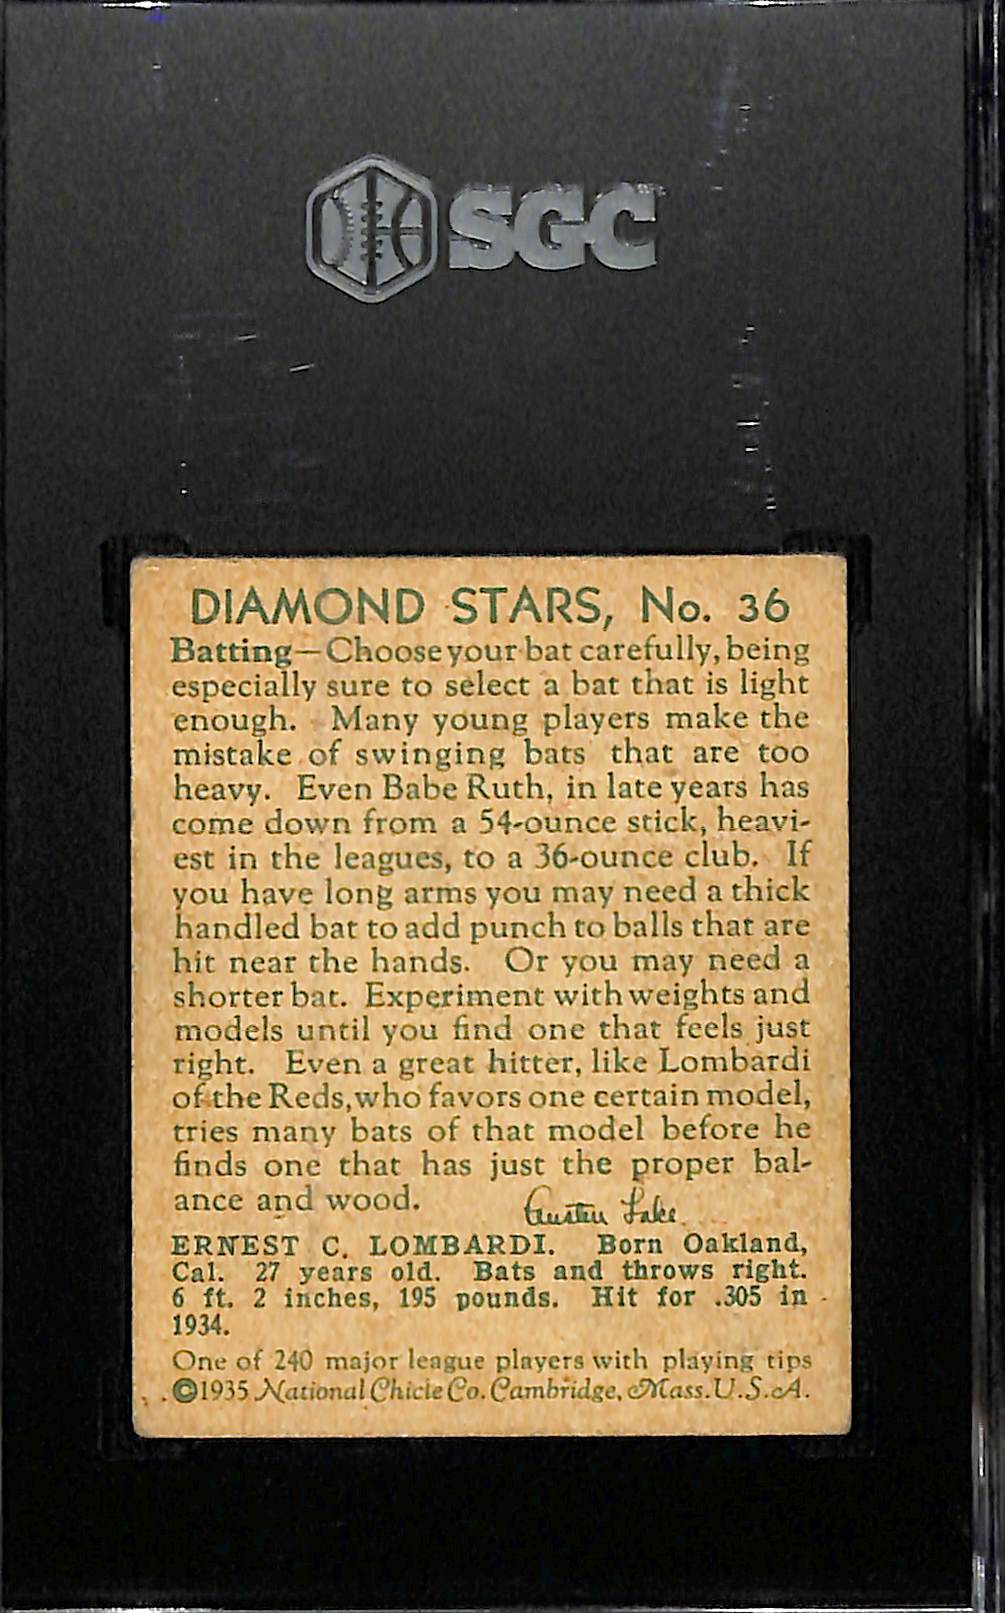 SGC
DIAMOND STARS, No. 36
Batting—Choose your bat carefully, being
especially sure to select a bat that is light
enough. Many young players make the
mistake of swinging bats that are too
heavy. Even Babe Ruth, in late years has
come down from a 54-ounce stick, heavi-
est in the leagues, to a 36-ounce club. If
you have long arms you may need a thick
handled bat to add punch to balls that are
hit near the hands. Or you may need a
shorter bat. Experiment with weights and
models until you find one that feels just
right. Even a great hitter, like Lombardi
of the Reds, who favors one certain model,
tries many bats of that model before he
finds one that has just the proper bal-
ance and wood. Austen Lake
ERNEST C. LOMBARDI. Born Oakland,
Cal. 27 years old. Bats and throws right.
6 ft. 2 inches, 195 pounds. Hit for .305 in
1934.
One of 240 major league players with playing tips
©1935 National Chicle Co. Cambridge, Mass. U.S.A.